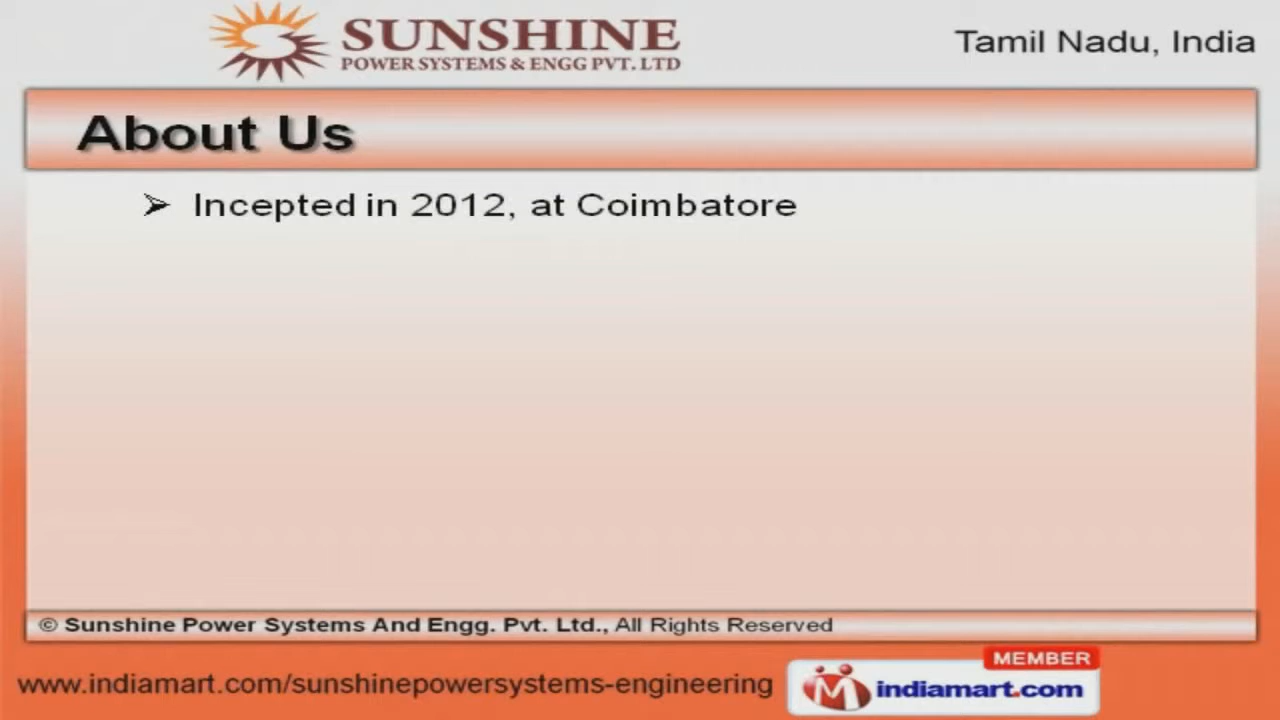 SUNSHINE
POWER SYSTEMS & ENGG PVT. LTD
Tamil Nadu, India
About Us
➢ Incepted in 2012, at Coimbatore
© Sunshine Power Systems And Engg. Pvt. Ltd., All Rights Reserved
MEMBER
www.indiamart.com/sunshinepowersystems-engineering
indiamart.com